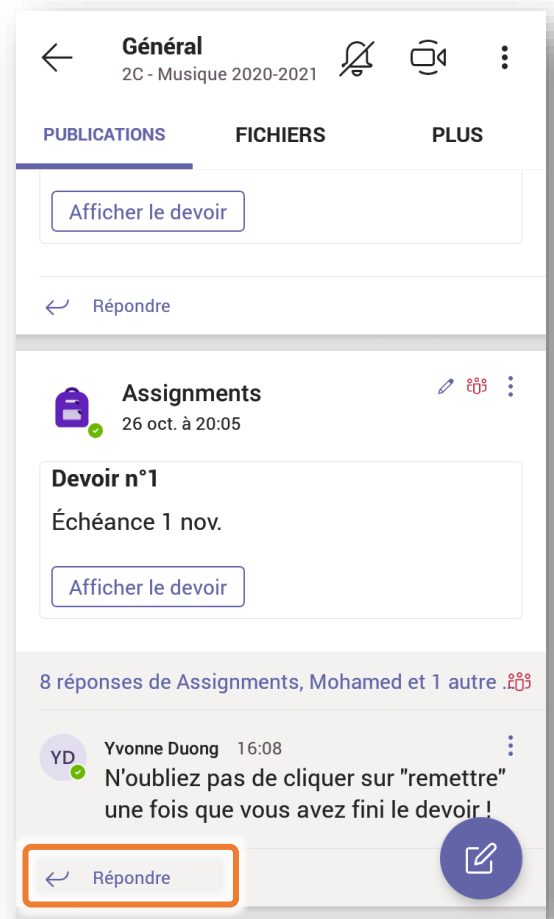 Général
2C - Musique 2020-2021
PUBLICATIONS FICHIERS PLUS
Afficher le devoir
Répondre
Assignments
26 oct. à 20:05
Devoir n°1
Échéance 1 nov.
Afficher le devoir
8 réponses de Assignments, Mohamed et 1 autre ..
YD Yvonne Duong 16:08
N'oubliez pas de cliquer sur "remettre"
une fois que vous avez fini le devoir !
Répondre